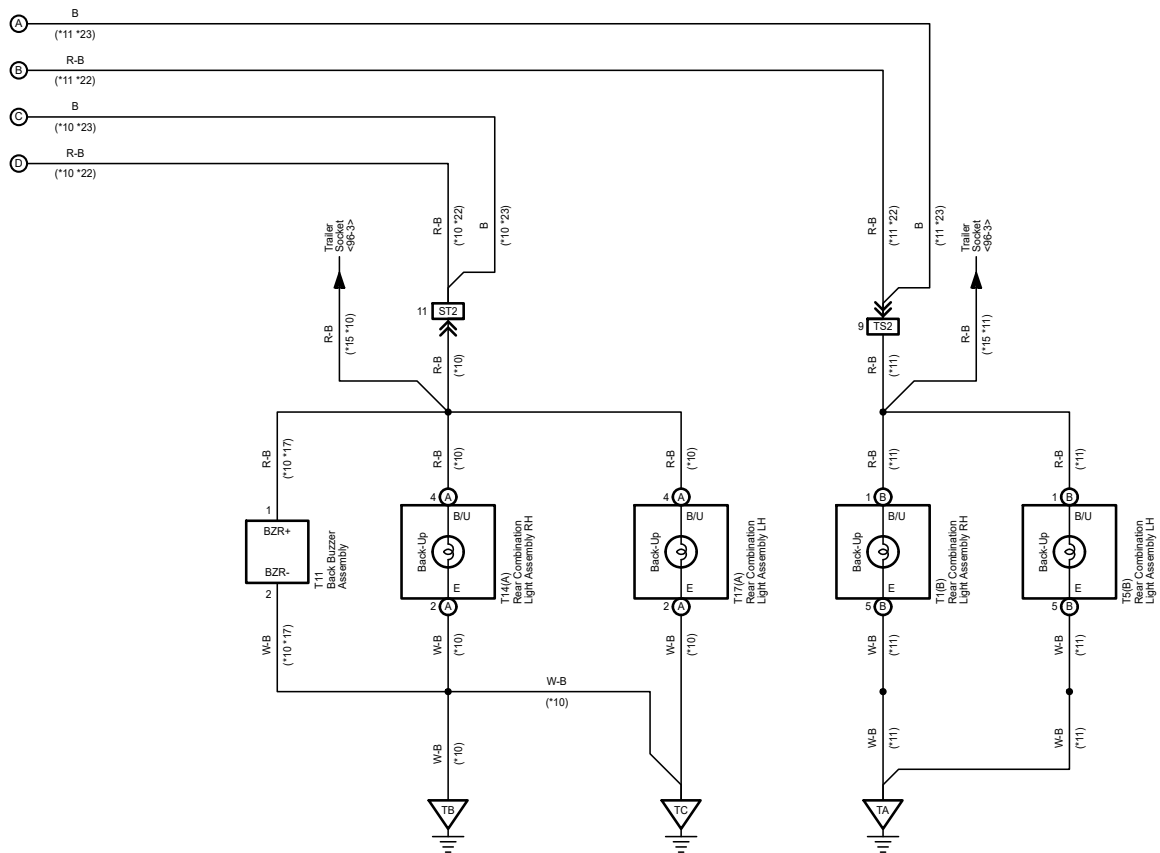 A
B
(*11 *23)
B
R-B
(*11 *22)
C
B
(*10 *23)
D
R-B
(*10 *22)
Trailer
Socket
<96-3>
R-B
(*10 *22)
B
(*10 *23)
R-B
(*11 *22)
B
(*11 *23)
Trailer
Socket
<96-3>
11
ST2
9
TS2
R-B
(*15 *10)
R-B
(*10)
R-B
(*11)
R-B
(*15 *11)
R-B
(*10 *17)
R-B
(*10)
R-B
(*10)
R-B
(*11)
R-B
(*11)
1
BZR+
BZR-
2
T11
Back Buzzer
Assembly
4
A
B/U
Back-Up
E
2
A
T14(A)
Rear Combination
Light Assembly RH
4
A
B/U
Back-Up
E
2
A
T17(A)
Rear Combination
Light Assembly LH
1
B
B/U
Back-Up
E
5
B
T1(B)
Rear Combination
Light Assembly RH
1
B
B/U
Back-Up
E
5
B
T5(B)
Rear Combination
Light Assembly LH
W-B
(*10 *17)
W-B
(*10)
W-B
(*10)
W-B
(*11)
W-B
(*11)
W-B
(*10)
W-B
(*10)
W-B
(*11)
W-B
(*11)
TB
TC
TA